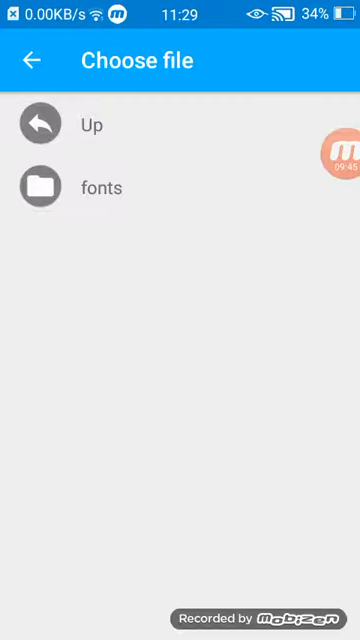 0.00KB/s
11:29
34%
Choose file
Up
09:45
fonts
Recorded by mobizen